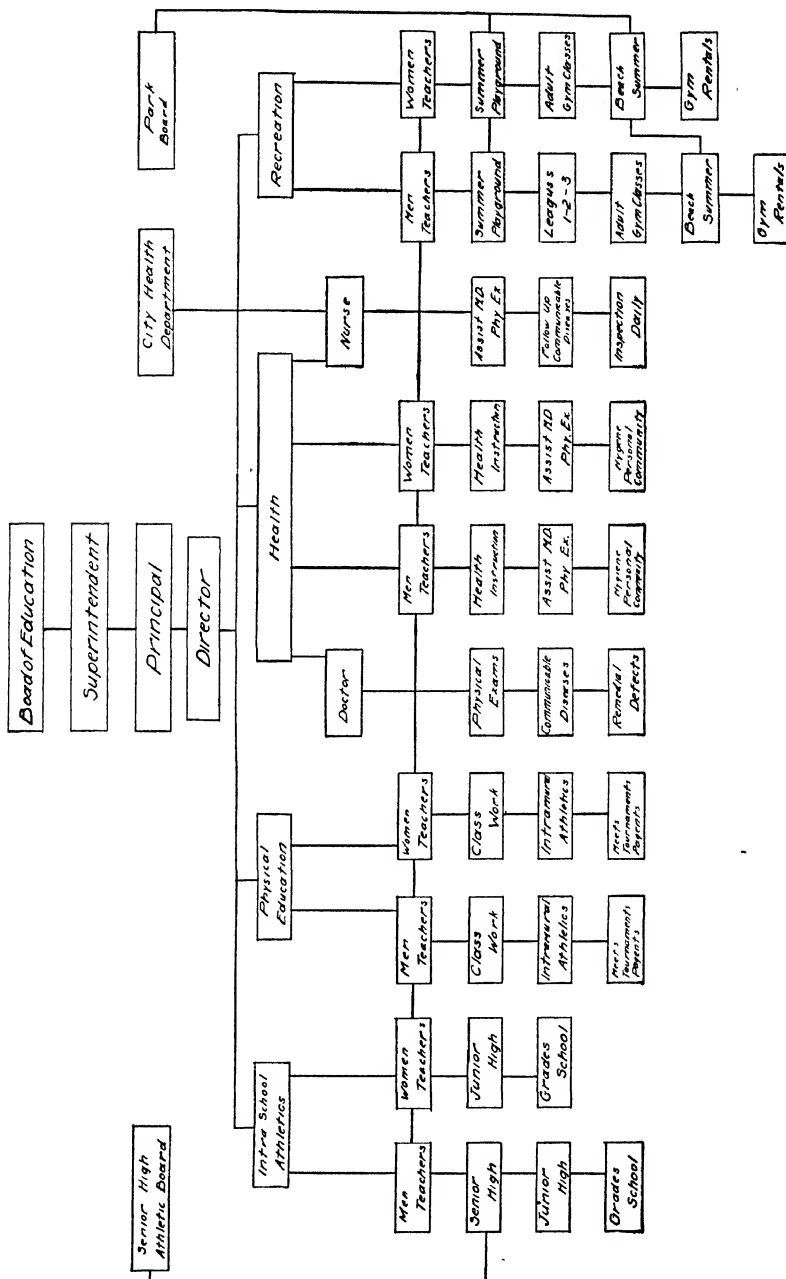 Board of Education
Superintendent
Principal
Director
Senior High
Athletic Board
City Health
Department
Park
Board
Intra School
Athletics
Physical
Education
Health
Recreation
Doctor
Nurse
Men
Teachers
Women
Teachers
Men
Teachers
Women
Teachers
Men
Teachers
Women
Teachers
Men
Teachers
Women
Teachers
Senior
High
Junior
High
Class
Work
Class
Work
Physical
Exams
Health
Instruction
Health
Instruction
Assist M.D.
Phy Ex
Summer
Playground
Summer
Playground
Junior
High
Grades
School
Intramural
Athletics
Intramural
Athletics
Communicable
Diseases
Assist M.D.
Phy Ex.
Assist M.D.
Phy Ex.
Follow Up
Communicable
Diseases
Leagues
1-2-3
Adult
Gym Classes
Grades
School
Meets
Tournaments
Pagents
Meets
Tournaments
Pagents
Remedial
Defects
Hygiene
Personal
Community
Hygene
Personal
Community
Inspection
Daily
Adult
Gym Classes
Beach
Summer
Beach
Summer
Gym
Rentals
Gym
Rentals